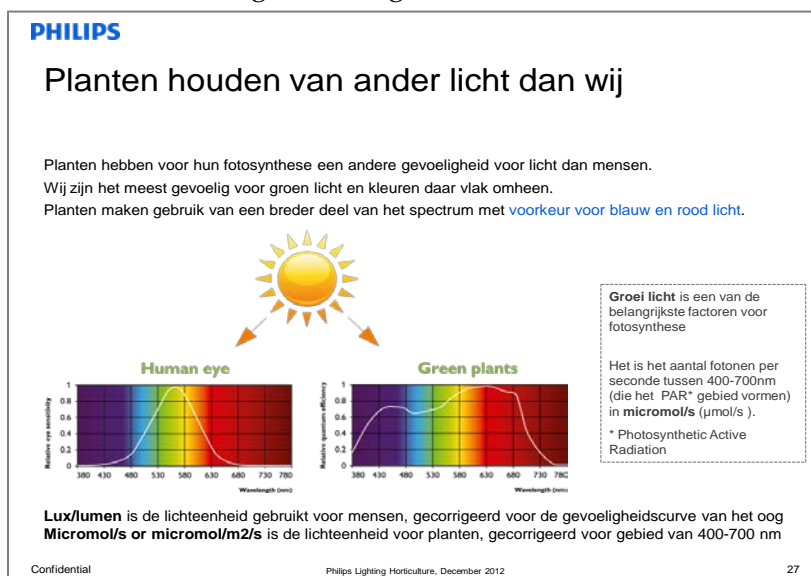 PHILIPS
Planten houden van ander licht dan wij
Planten hebben voor hun fotosynthese een andere gevoeligheid voor licht dan mensen.
Wij zijn het meest gevoelig voor groen licht en kleuren daar vlak omheen.
Planten maken gebruik van een breder deel van het spectrum met voorkeur voor blauw en rood licht.
Human eye
Relative eye sensitivity
1
0.8
0.6
0.4
0.2
0
380 430 480 530 580 630 680 730 780
Wavelength (nm)
Green plants
Relative quantum efficiency
1
0.8
0.6
0.4
0.2
0
380 430 480 530 580 630 680 730
Wavelength (nm
Groei licht is een van de
belangrijkste factoren voor
fotosynthese
Het is het aantal fotonen per
seconde tussen 400-700nm
(die het PAR* gebied vormen)
in micromol/s (μmol/s ).
* Photosynthetic Active
Radiation
Lux/lumen is de lichteenheid gebruikt voor mensen, gecorrigeerd voor de gevoeligheidscurve van het oog
Micromol/s or micromol/m2/s is de lichteenheid voor planten, gecorrigeerd voor gebied van 400-700 nm
Confidential
Philips Lighting Horticulture, December 2012
27